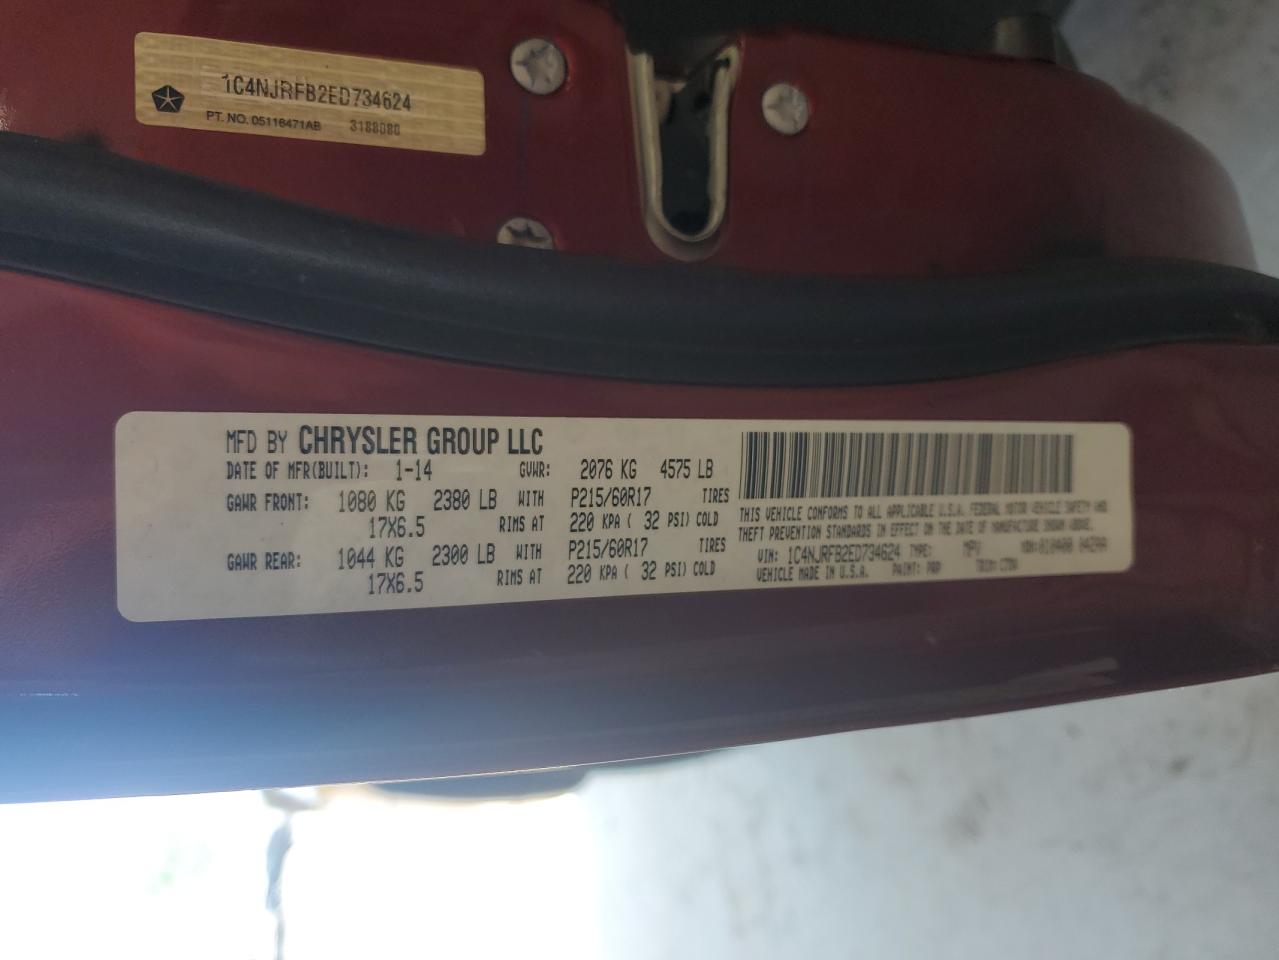 1C4NJRFB2ED734624
PT. NO. 05116471AB 3188080
MFD BY CHRYSLER GROUP LLC
DATE OF MFR(BUILT): 1-14 GVWR: 2076 KG 4575 LB
GAWR FRONT: 1080 KG 2380 LB WITH P215/60R17 TIRES
17X6.5 RIMS AT 220 KPA ( 32 PSI) COLD
GAWR REAR: 1044 KG 2300 LB WITH P215/60R17 TIRES
17X6.5 RIMS AT 220 KPA ( 32 PSI) COLD
THIS VEHICLE CONFORMS TO ALL APPLICABLE U.S.A. FEDERAL MOTOR VEHICLE SAFETY AND
THEFT PREVENTION STANDARDS IN EFFECT ON THE DATE OF MANUFACTURE SHOWN ABOVE.
VIN: 1C4NJRFB2ED734624 TYPE: MPV
VEHICLE MADE IN U.S.A. PAINT: PRP TRIM: